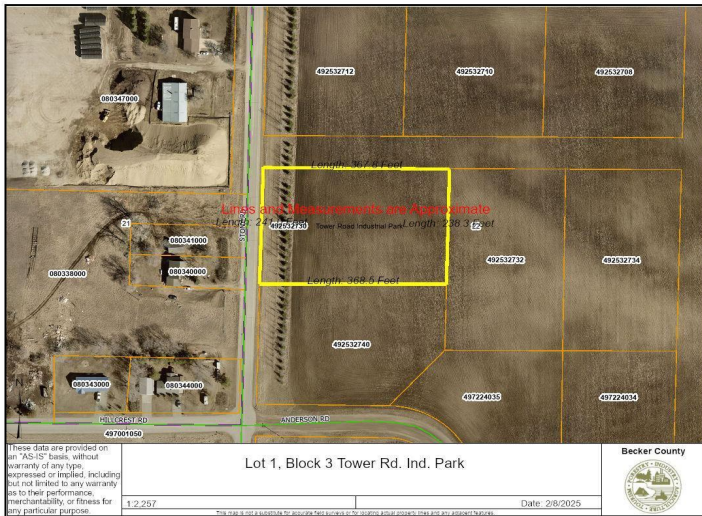 492532712
492532710
492532708
080347000
Length: 367.8 Feet
Lines and Measurements are Approximate
21
Length: 241.
Feet
492532730
Tower Road Industrial Park
Length: 238.3 Feet
22
080341000
080340000
080338000
492532732
492532734
Length: 368.5 Feet
492532740
080343000
080344000
497224035
497224034
HILLCREST RD
ANDERSON RD
497001050
These data are provided on
an "AS-IS" basis, without
warranty of any type,
expressed or implied, including
but not limited to any warranty
as to their performance,
merchantability, or fitness for
any particular purpose.
Lot 1, Block 3 Tower Rd. Ind. Park
1:2,257
Date: 2/8/2025
This map is not a substitute for accurate field surveys or for locating actual property lines and any adjacent features.
Becker County